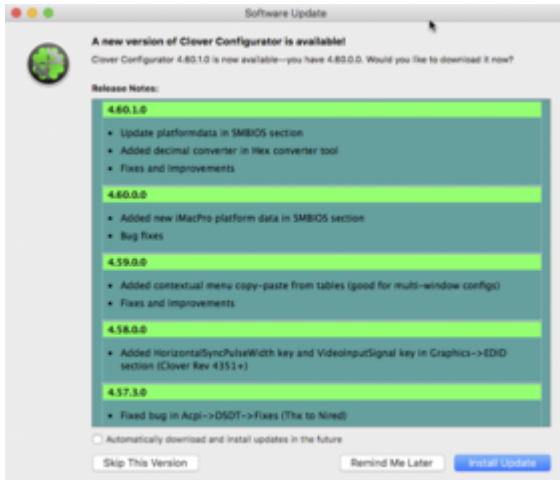 Software Update
A new version of Clover Configurator is available!
Clover Configurator 4.60.1.0 is now available--you have 4.60.0.0. Would you like to download it now?
Release Notes:
4.60.1.0
• Update platformdata in SMBIOS section
• Added decimal converter in Hex converter tool
• Fixes and Improvements
4.60.0.0
• Added new iMacPro platform data in SMBIOS section
• Bug fixes
4.59.0.0
• Added contextual menu copy-paste from tables (good for multi-window configs)
• Fixes and Improvements
4.58.0.0
• Added HorizontalSyncPulseWidth key and VideoInputSignal key in Graphics->EDID
section (Clover Rev 4351+)
4.57.3.0
• Fixed bug in Acpi->DSDT->Fixes (Thx to Nired)
Automatically download and install updates in the future
Skip This Version
Remind Me Later
Install Update